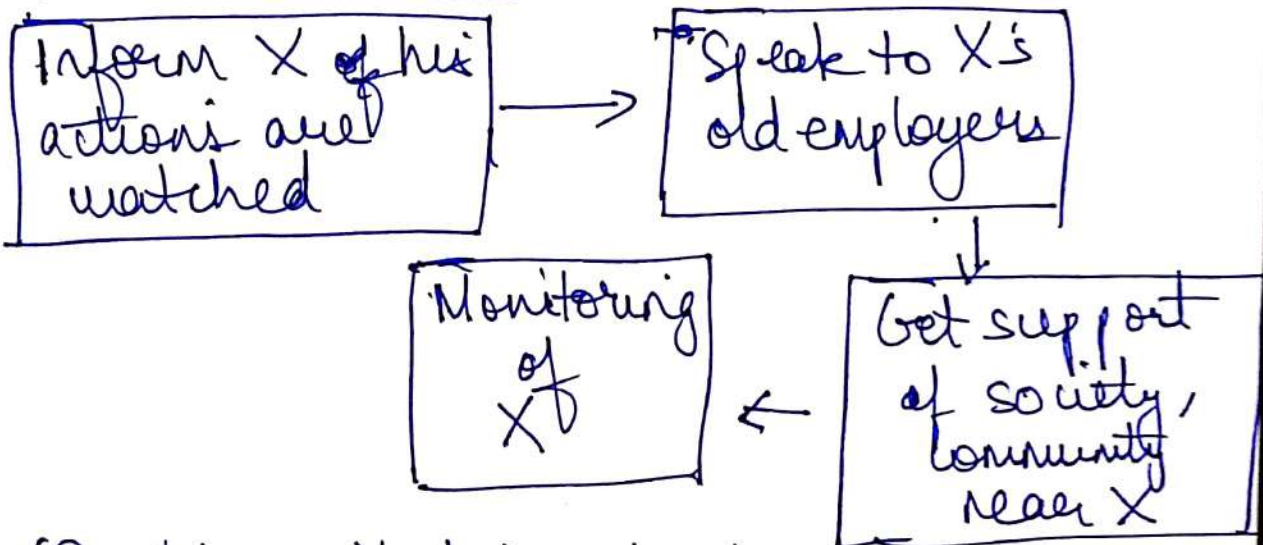 Inform X of his
actions are
watched
Speak to X's
old employers
Get support
of society,
community
near X
Monitoring
of
X